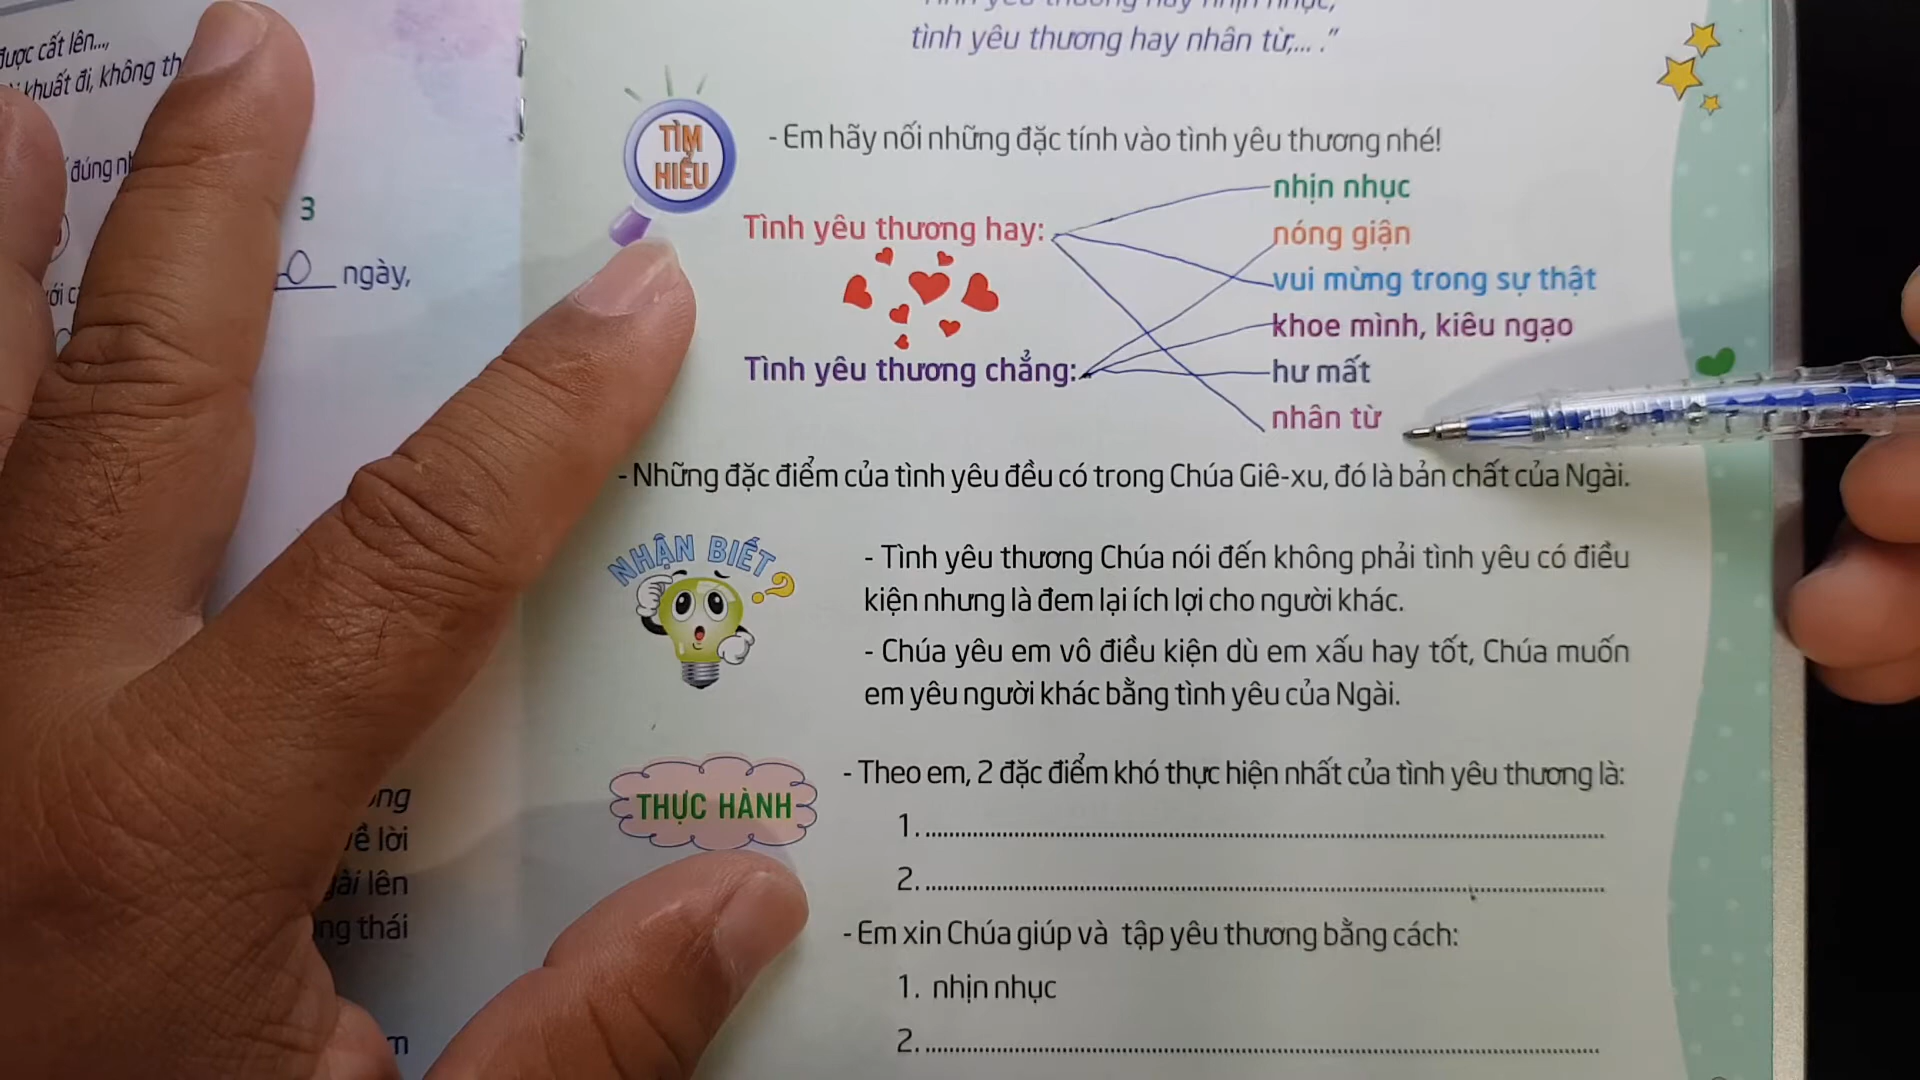 được cất lên...,
khuất đi, không th
đúng nh
3
0 ngày,
ới c
ong
về lời
gài lên
ng thái
m
tình yêu thương hay nhân từ,... .”
TÌM
HIỂU
- Em hãy nối những đặc tính vào tình yêu thương nhé!
Tình yêu thương hay:
Tình yêu thương chẳng:
nhịn nhục
nóng giận
vui mừng trong sự thật
khoe mình, kiêu ngạo
hư mất
nhân từ
- Những đặc điểm của tình yêu đều có trong Chúa Giê-xu, đó là bản chất của Ngài.
NHẬN BIẾT
- Tình yêu thương Chúa nói đến không phải tình yêu có điều
kiện nhưng là đem lại ích lợi cho người khác.
- Chúa yêu em vô điều kiện dù em xấu hay tốt, Chúa muốn
em yêu người khác bằng tình yêu của Ngài.
THỰC HÀNH
- Theo em, 2 đặc điểm khó thực hiện nhất của tình yêu thương là:
1.
2.
- Em xin Chúa giúp và tập yêu thương bằng cách:
1. nhịn nhục
2.